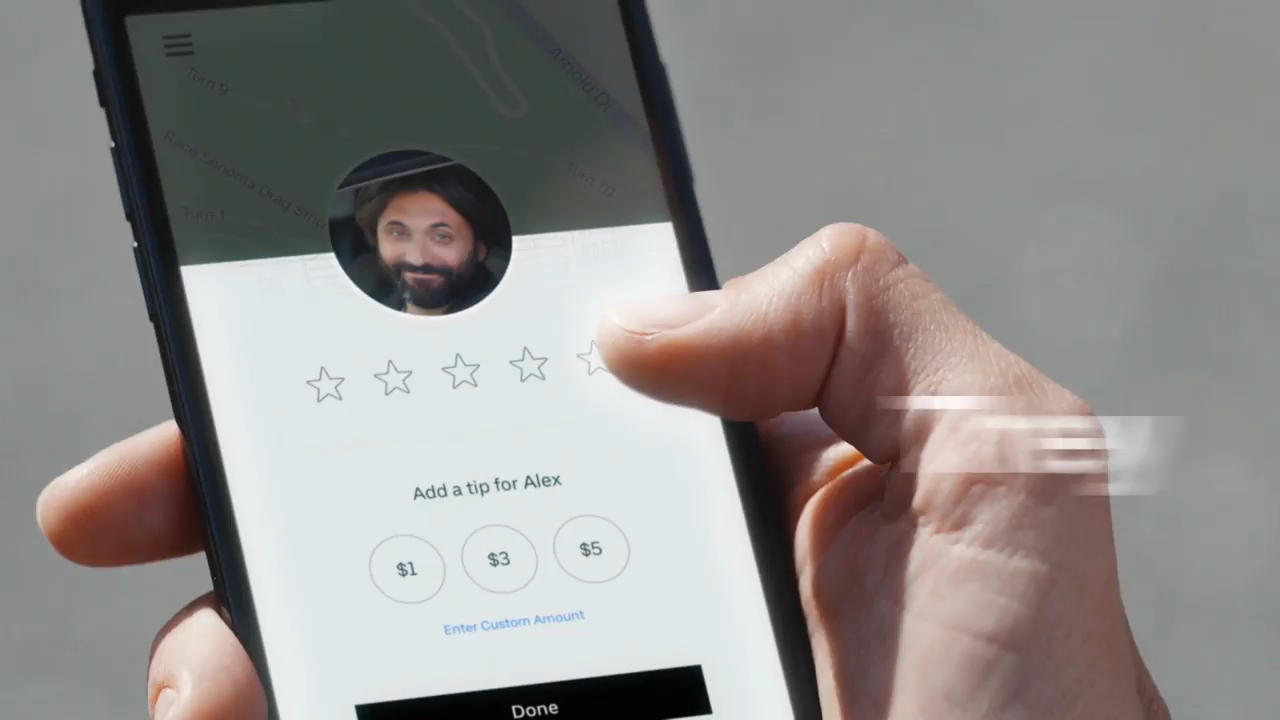 Turn 9
Arnold Dr
Race Sonoma Drag Strip
Turn 10
Turn 1
Add a tip for Alex
$1
$3
$5
Enter Custom Amount
Done